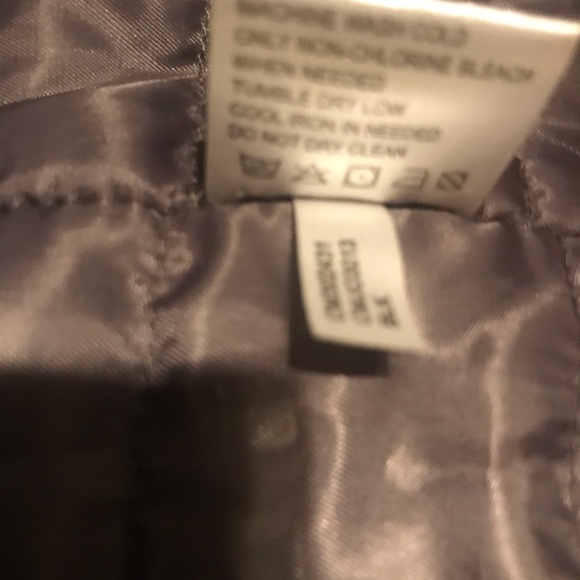 MACHINE WASH COLD
ONLY NON-CHLORINE BLEACH
WHEN NEEDED
TUMBLE DRY LOW
COOL IRON IN NEEDED
DO NOT DRY CLEAN
BLK